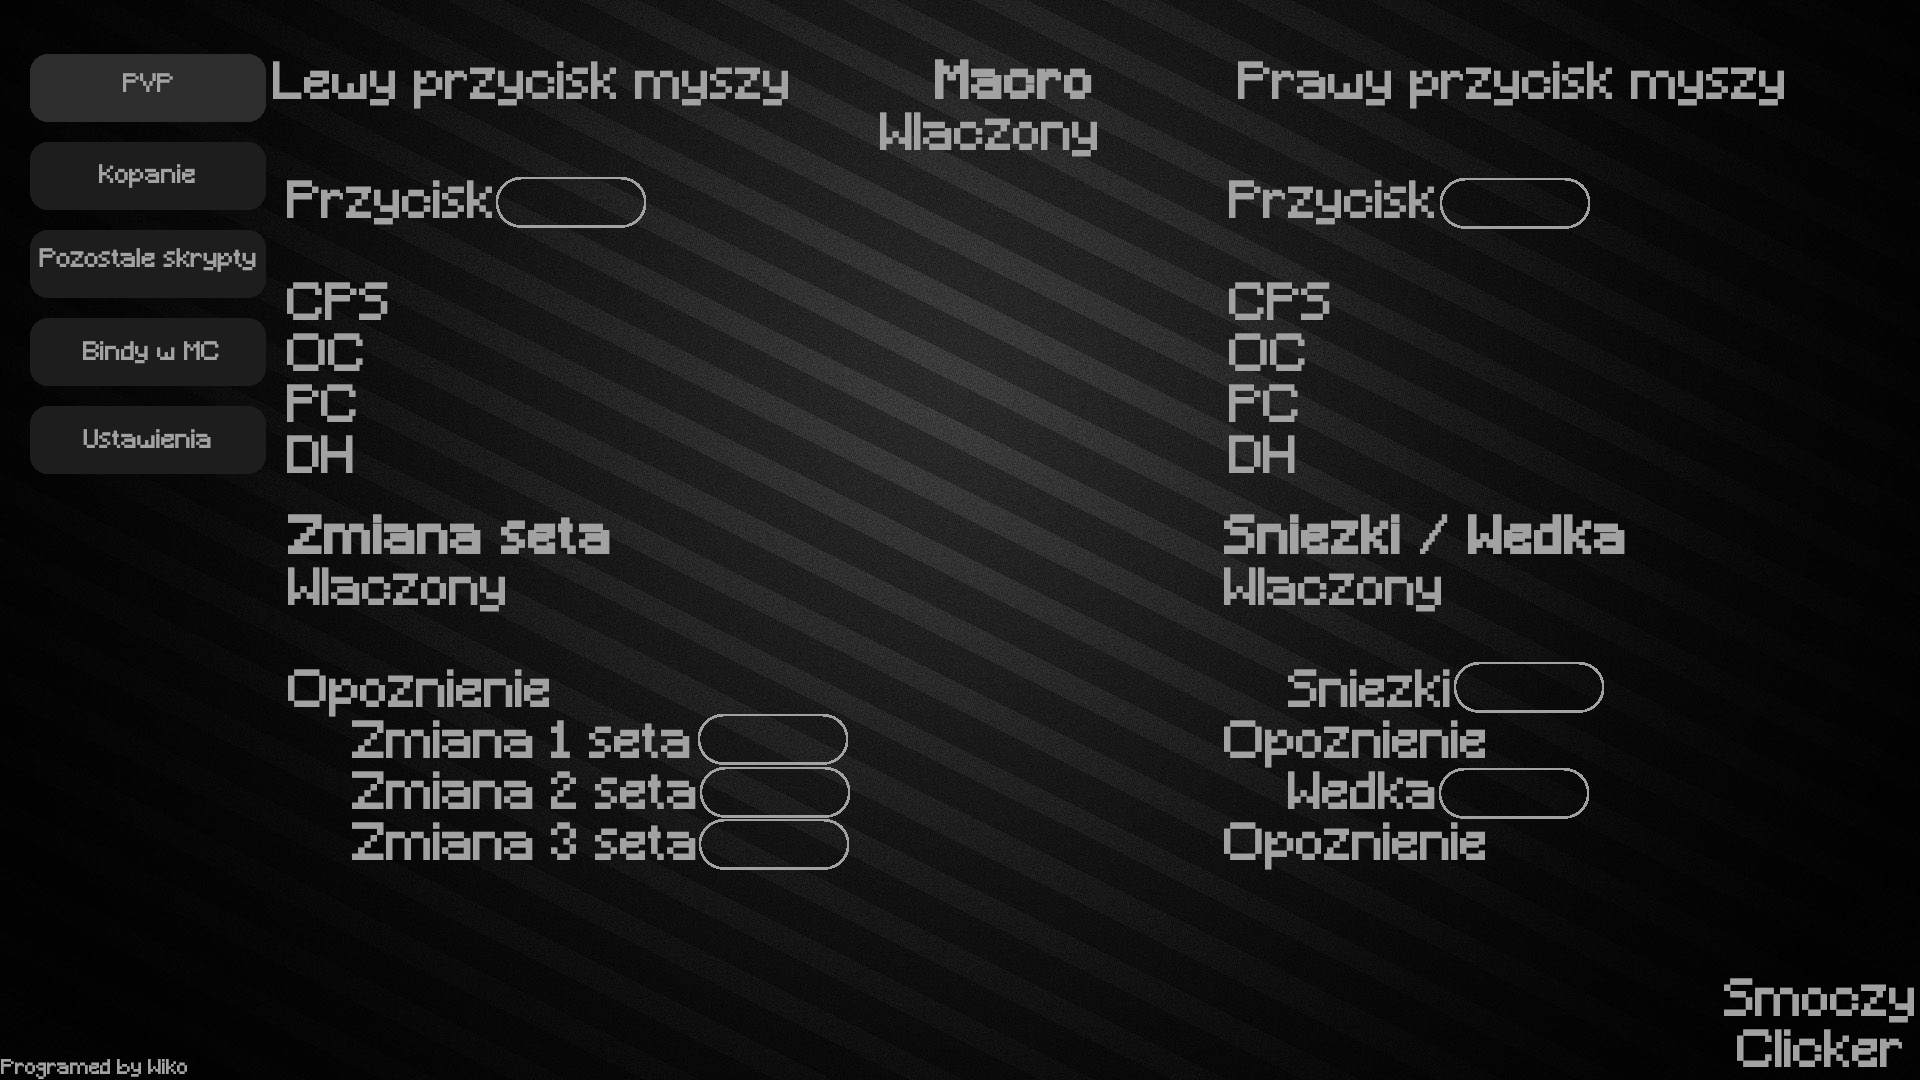 PVP
Kopanie
Pozostale skrypty
Bindy w MC
Ustawienia
Lewy przycisk myszy
Przycisk
CPS
OC
PC
DH
Zmiana seta
Wlaczony
Opoznienie
Zmiana 1 seta
Zmiana 2 seta
Zmiana 3 seta
Macro
Wlaczony
Prawy przycisk myszy
Przycisk
CPS
OC
PC
DH
Sniezki / Wedka
Wlaczony
Sniezki
Opoznienie
Wedka
Opoznienie
Smoczy
Clicker
Programed by Wiko